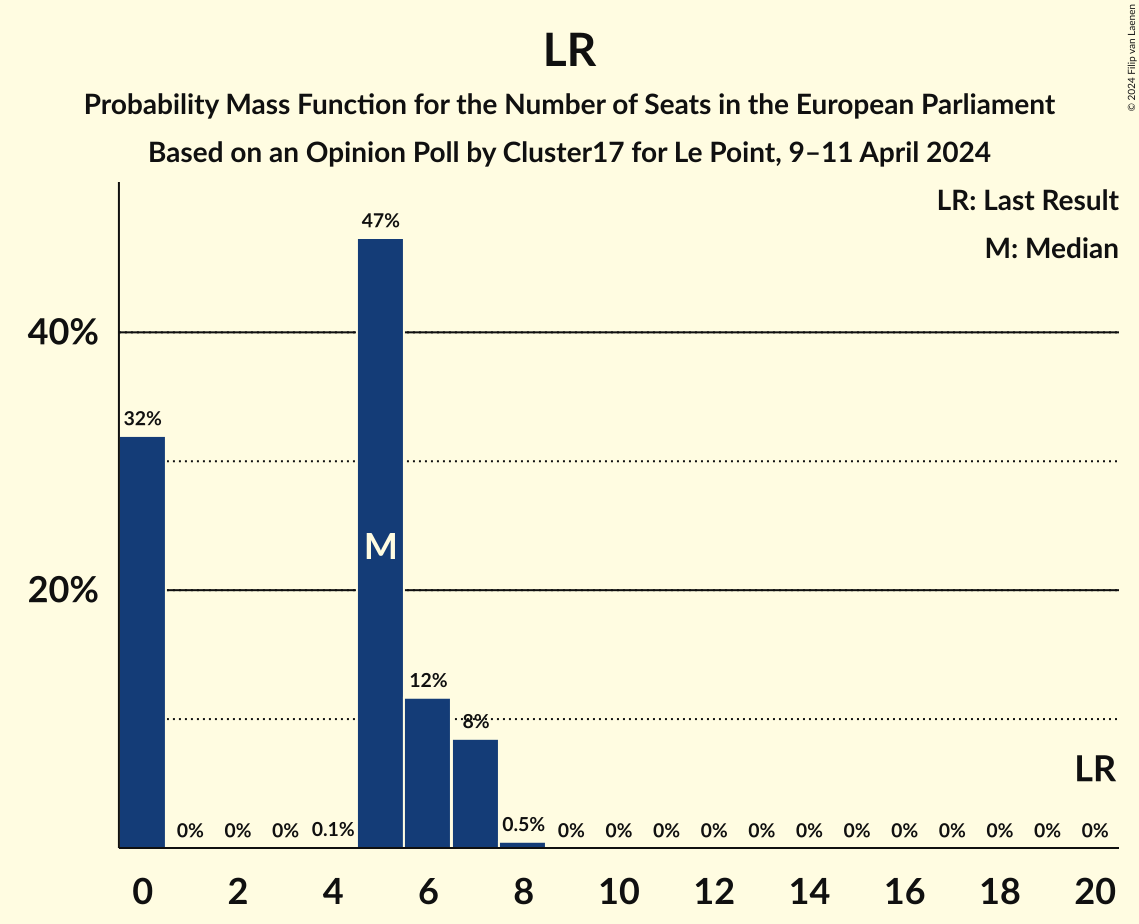 LR
Probability Mass Function for the Number of Seats in the European Parliament
Based on an Opinion Poll by Cluster17 for Le Point, 9–11 April 2024
© 2024 Filip van Laenen
LR: Last Result
M: Median
47%
40%
32%
M
20%
12%
8%
LR
0% 0% 0% 0.1% 0.5% 0% 0% 0% 0% 0% 0% 0% 0% 0% 0% 0% 0%
0 2 4 6 8 10 12 14 16 18 20